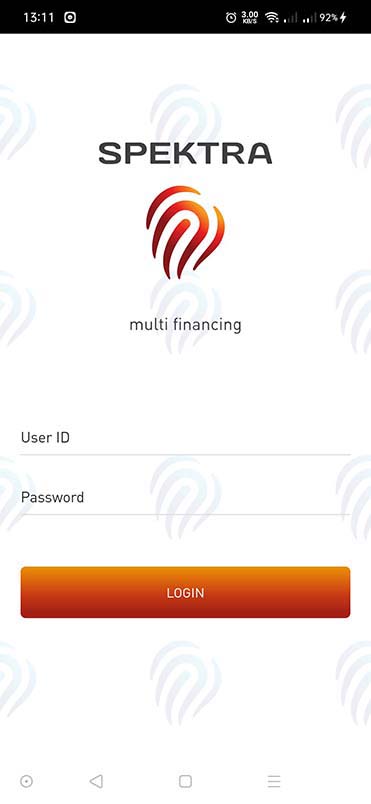 13:11
3.00
KB/S
92%
SPEKTRA
multi financing
User ID
Password
LOGIN